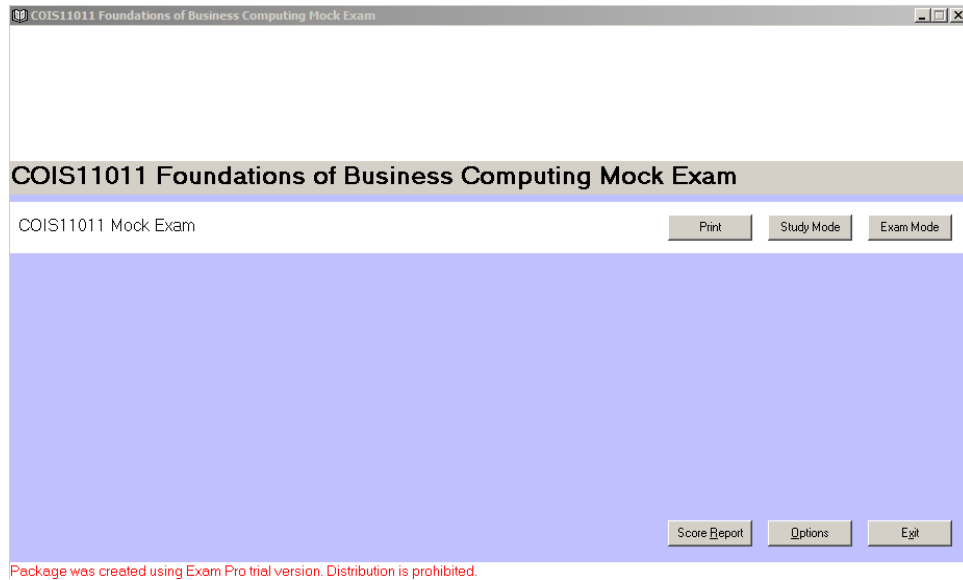 COIS11011 Foundations of Business Computing Mock Exam
COIS11011 Foundations of Business Computing Mock Exam
COIS11011 Mock Exam Print Study Mode Exam Mode
Score Report Options Exit
Package was created using Exam Pro trial version. Distribution is prohibited.